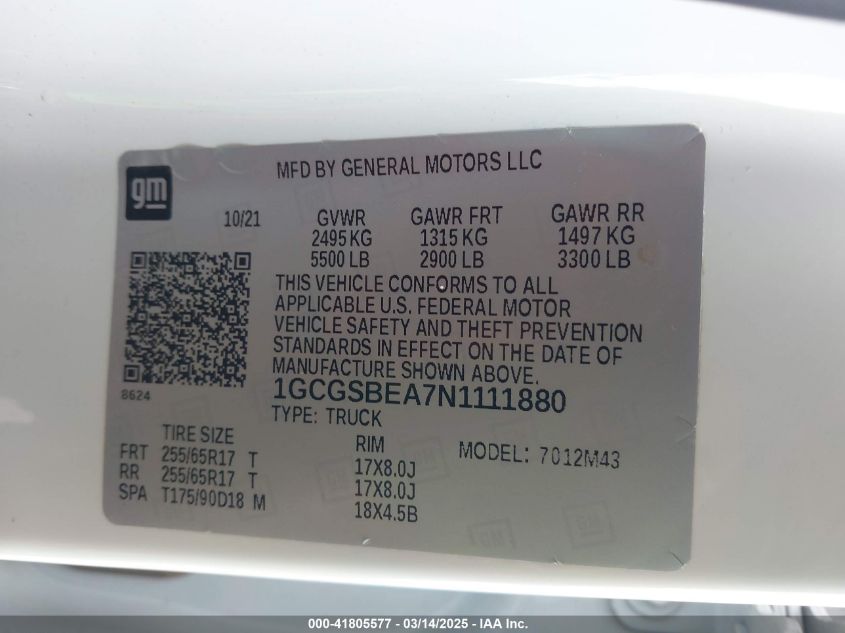 MFD BY GENERAL MOTORS LLC
gm
10/21
GVWR GAWR FRT GAWR RR
2495 KG 1315 KG 1497 KG
5500 LB 2900 LB 3300 LB
THIS VEHICLE CONFORMS TO ALL
APPLICABLE U.S. FEDERAL MOTOR
VEHICLE SAFETY AND THEFT PREVENTION
STANDARDS IN EFFECT ON THE DATE OF
MANUFACTURE SHOWN ABOVE.
8624
1GCGSBEA7N1111880
TYPE: TRUCK
TIRE SIZE RIM MODEL: 7012M43
FRT 255/65R17 T 17X8.0J
RR 255/65R17 T 17X8.0J
SPA T175/90D18 M 18X4.5B
000-41805577 - 03/14/2025 - IAAI Inc.